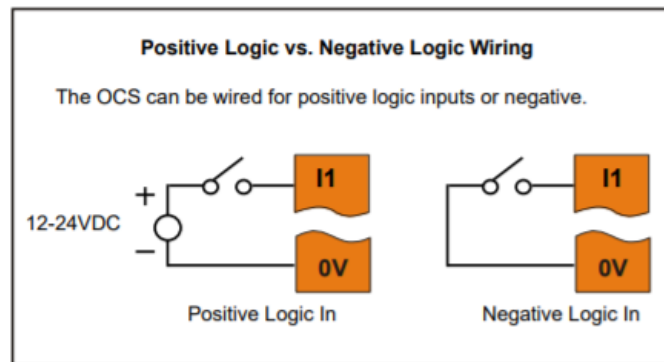 Positive Logic vs. Negative Logic Wiring
The OCS can be wired for positive logic inputs or negative.
I1
I1
+
12-24VDC
−
0V
0V
Positive Logic In
Negative Logic In